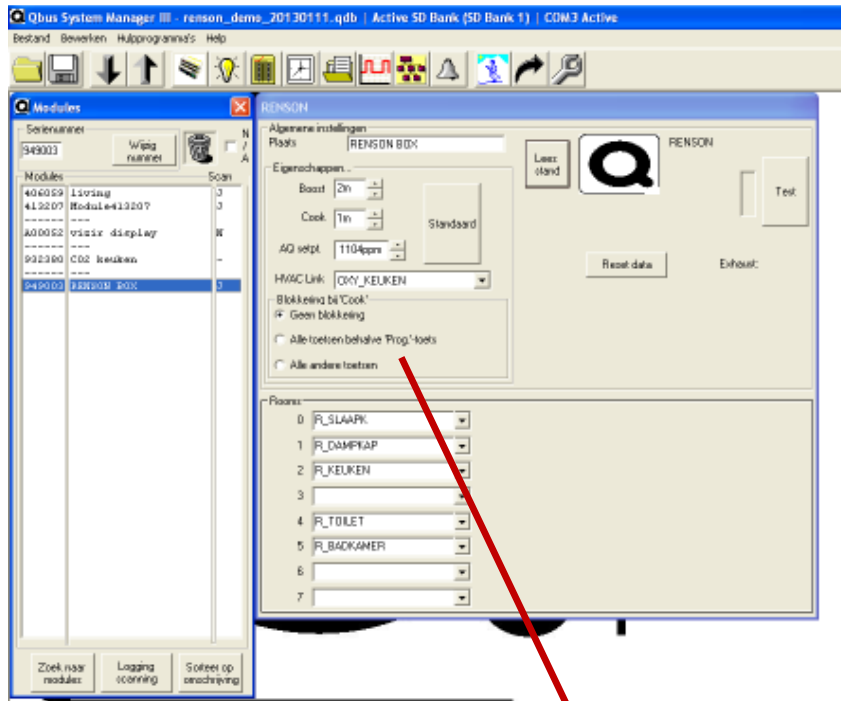 Qbus System Manager III - renson_demo_20130111.qdb | Active SD Bank (SD Bank 1) | COM3 Active
Bestand Bewerken Hulpprogramma's Help
Modules
Serienummer
949003
Wijzig nummer
N / A
Modules Scan
406059 living J
413207 Module413207 J
------ ---
A00052 vizir display N
------ ---
932380 CO2 keuken -
------ ---
949003 RENSON BOX J
Zoek naar modules
Logging scanning
Sorteer op omschrijving
RENSON
Algemene instellingen
Plaats RENSON BOX
Eigenschappen...
Boost 2m
Cook 1m
Standaard
AQ setpt. 1104ppm
HVAC Link OXY_KEUKEN
Blokkering bij 'Cook'
Geen blokkering
Alle toetsen behalve 'Prog.'-toets
Alle andere toetsen
Lees stand
Q
RENSON
Test
Reset data
Exhaust:
Rooms
0 R_SLAAPK
1 R_DAMPKAP
2 R_KEUKEN
3
4 R_TOILET
5 R_BADKAMER
6
7